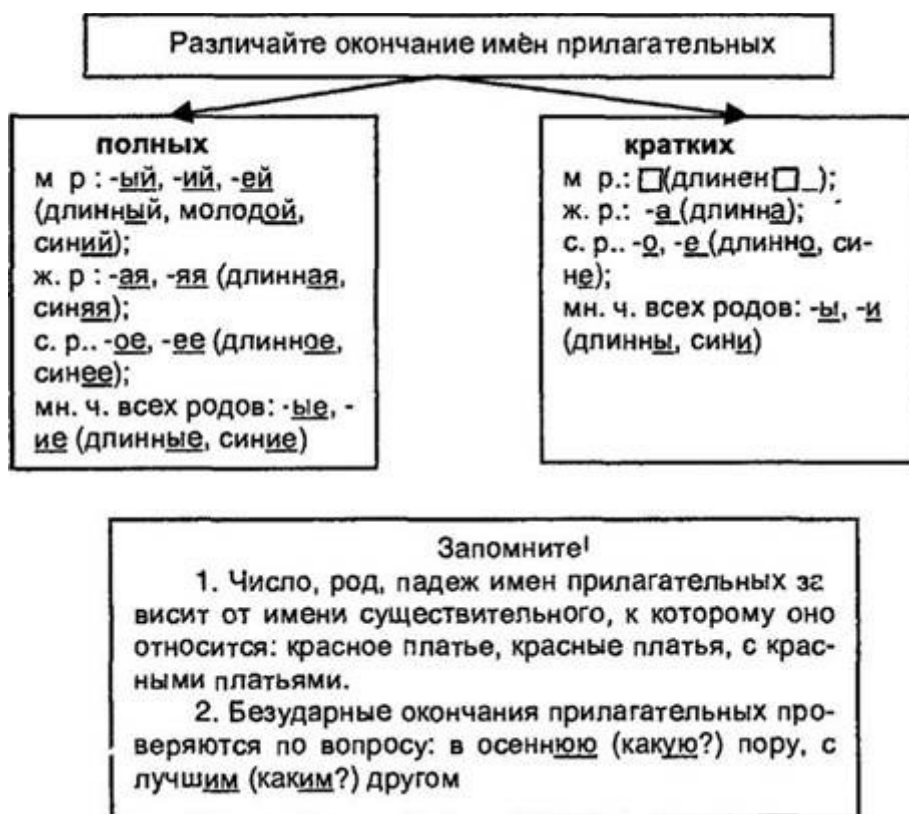 Различайте окончание имён прилагательных
полных
м р : -ый, -ий, -ей
(длинный, молодой,
синий);
ж. р : -ая, -яя (длинная,
синяя);
с. р.. -ое, -ее (длинное,
синее);
мн. ч. всех родов: -ые, -
ие (длинные, синие)
кратких
м р.: □(длинен□_);
ж. р.: -а (длинна);
с. р.. -о, -е (длинно, си-
не);
мн. ч. всех родов: -ы, -и
(длинны, сини)
Запомните!
1. Число, род, падеж имен прилагательных за
висит от имени существительного, к которому оно
относится: красное платье, красные платья, с крас-
ными платьями.
2. Безударные окончания прилагательных про-
веряются по вопросу: в осеннюю (какую?) пору, с
лучшим (каким?) другом